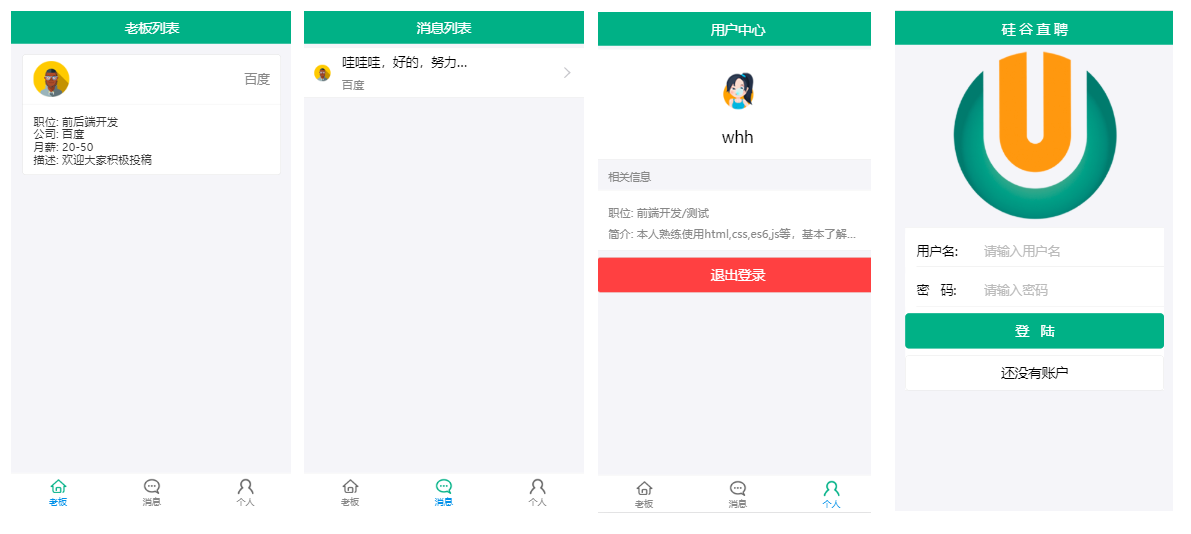 老板列表
百度
职位: 前后端开发
公司: 百度
月薪: 20-50
描述: 欢迎大家积极投稿
老板 消息 个人
消息列表
哇哇哇，好的，努力...
百度
老板 消息 个人
用户中心
whh
相关信息
职位: 前端开发/测试
简介: 本人熟练使用html,css,es6,js等，基本了解...
退出登录
老板 消息 个人
硅谷直聘
用户名: 请输入用户名
密 码: 请输入密码
登 陆
还没有账户